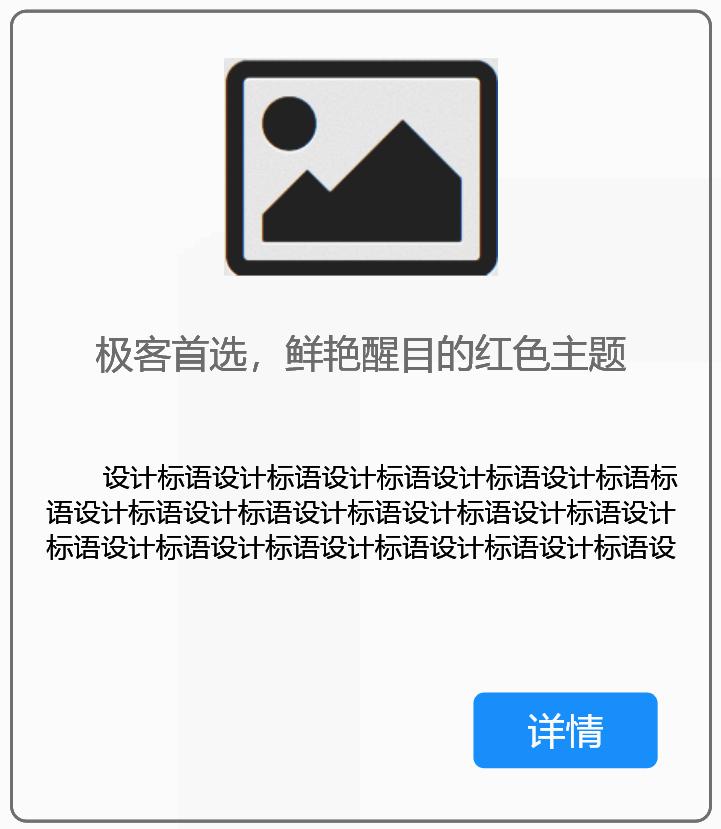 极客首选，鲜艳醒目的红色主题
设计标语设计标语设计标语设计标语设计标语标
语设计标语设计标语设计标语设计标语设计标语设计
标语设计标语设计标语设计标语设计标语设计标语设
详情